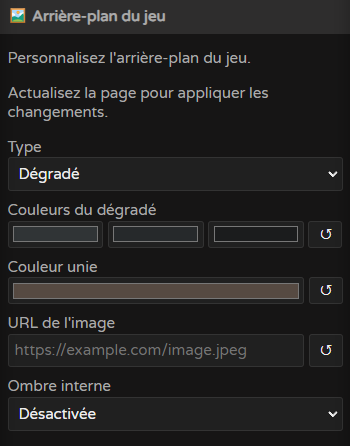 Arrière-plan du jeu
Personnalisez l'arrière-plan du jeu.
Actualisez la page pour appliquer les
changements.
Type
Dégradé
Couleurs du dégradé
↺
Couleur unie
↺
URL de l'image
https://example.com/image.jpeg
↺
Ombre interne
Désactivée